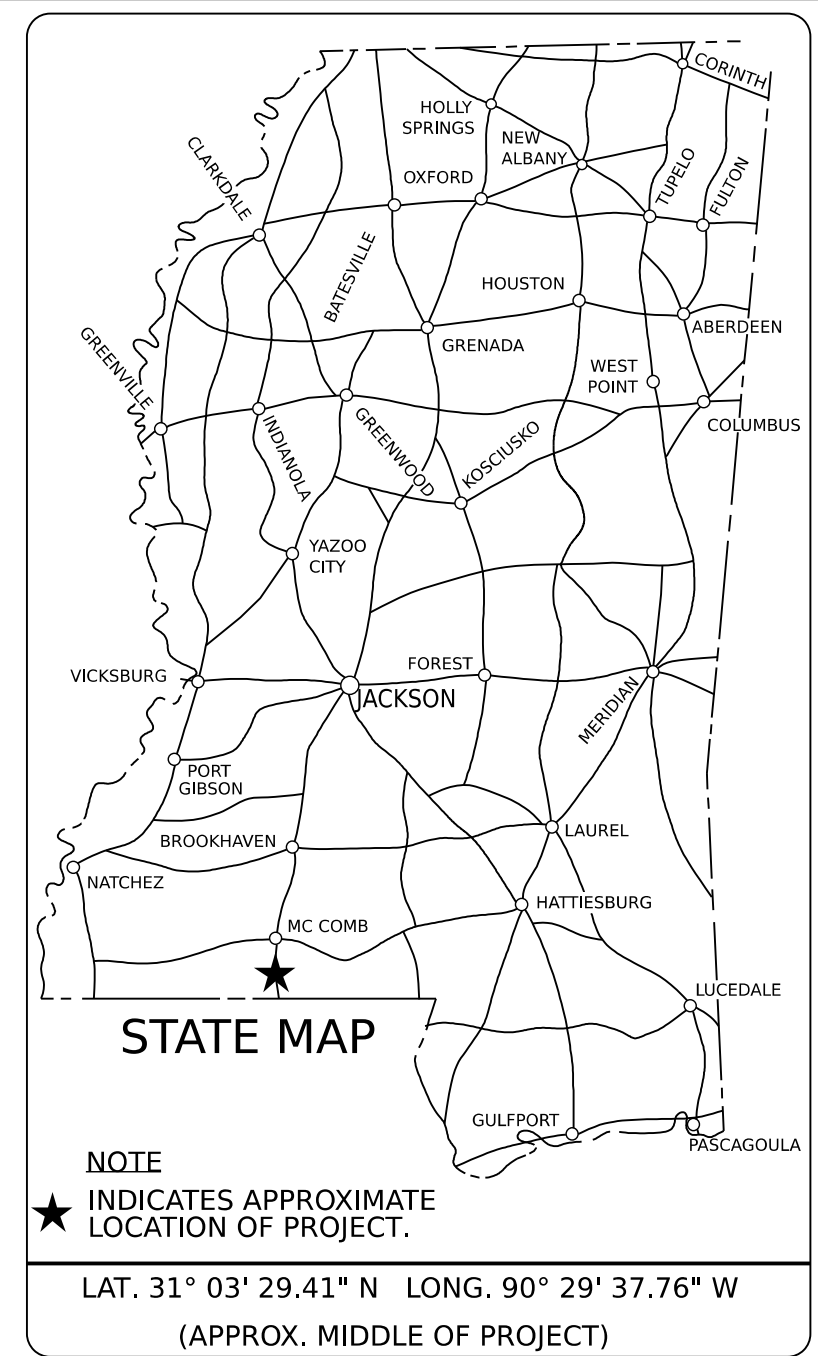 CORINTH
HOLLY
SPRINGS
NEW
ALBANY
CLARKDALE
OXFORD
TUPELO
FULTON
BATESVILLE
HOUSTON
ABERDEEN
GREENVILLE
GRENADA
WEST
POINT
COLUMBUS
INDIANOLA
GREENWOOD
KOSCIUSKO
YAZOO
CITY
VICKSBURG
FOREST
JACKSON
MERIDIAN
PORT
GIBSON
BROOKHAVEN
LAUREL
NATCHEZ
HATTIESBURG
MC COMB
LUCEDALE
STATE MAP
GULFPORT
PASCAGOULA
NOTE
INDICATES APPROXIMATE
LOCATION OF PROJECT.
LAT. 31° 03' 29.41" N LONG. 90° 29' 37.76" W
(APPROX. MIDDLE OF PROJECT)